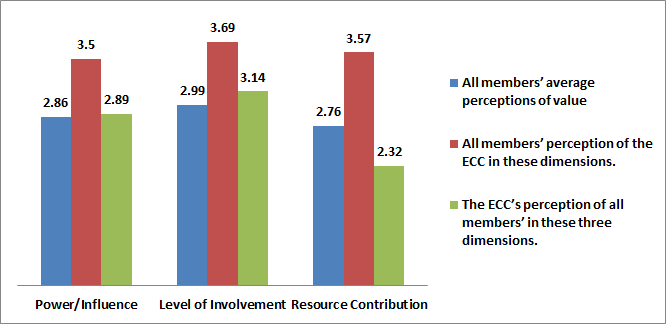 3.69
3.5
3.57
3.14
2.86
2.89
2.99
2.76
2.32
Power/Influence
Level of Involvement
Resource Contribution
All members' average
perceptions of value
All members' perception of the
ECC in these dimensions.
The ECC's perception of all
members' in these three
dimensions.